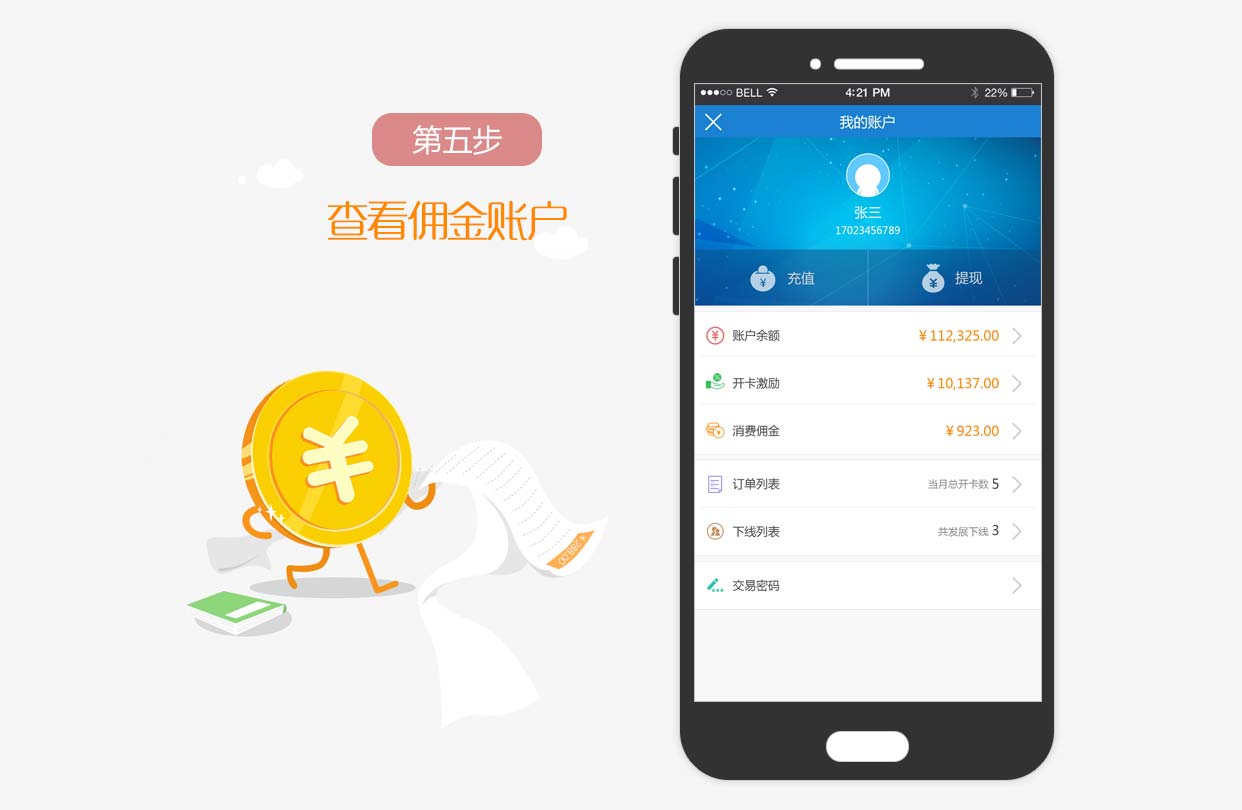 第五步
查看佣金账户
¥
¥ 288.00
BELL 4:21 PM 22%
我的账户
张三
17023456789
¥ 充值 ¥ 提现
¥ 账户余额 ¥ 112,325.00
% 开卡激励 ¥ 10,137.00
¥ 消费佣金 ¥ 923.00
订单列表 当月总开卡数 5
下线列表 共发展下线 3
交易密码